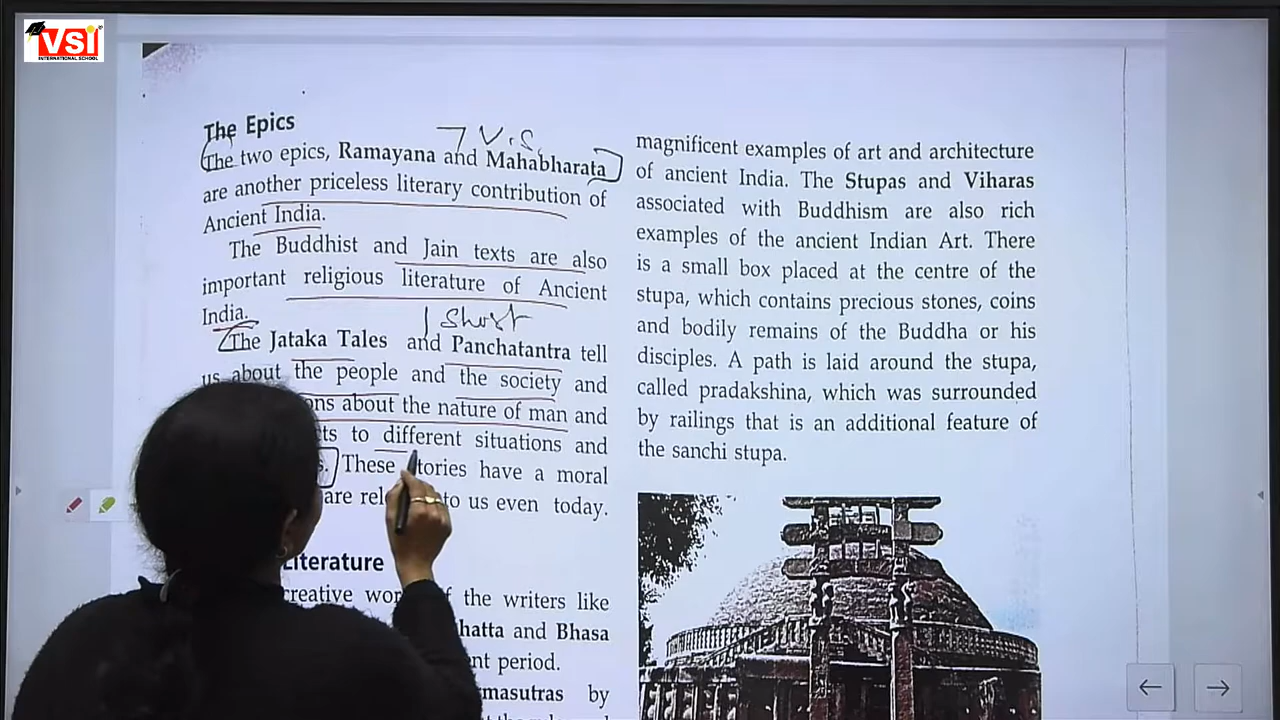 VSI
INTERNATIONAL SCHOOL
The Epics
7 V.S.
The two epics, Ramayana and Mahabharata
are another priceless literary contribution of
Ancient India.
The Buddhist and Jain texts are also
important religious literature of Ancient
India.
Short
The Jataka Tales and Panchatantra tell
us about the people and the society and
about the nature of man and
to different situations and
These stories have a moral
are to us even today.
Literature
creative of the writers like
and Bhasa
period.
by
magnificent examples of art and architecture
of ancient India. The Stupas and Viharas
associated with Buddhism are also rich
examples of the ancient Indian Art. There
is a small box placed at the centre of the
stupa, which contains precious stones, coins
and bodily remains of the Buddha or his
disciples. A path is laid around the stupa,
called pradakshina, which was surrounded
by railings that is an additional feature of
the sanchi stupa.